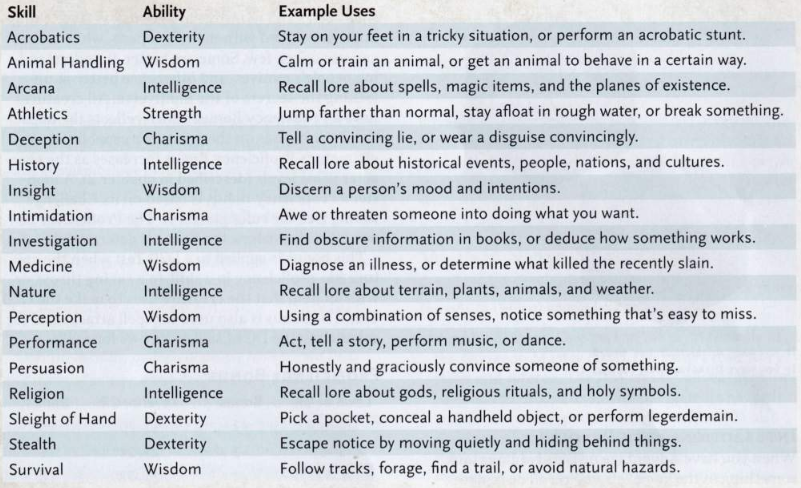 Skill Ability Example Uses
Acrobatics Dexterity Stay on your feet in a tricky situation, or perform an acrobatic stunt.
Animal Handling Wisdom Calm or train an animal, or get an animal to behave in a certain way.
Arcana Intelligence Recall lore about spells, magic items, and the planes of existence.
Athletics Strength Jump farther than normal, stay afloat in rough water, or break something.
Deception Charisma Tell a convincing lie, or wear a disguise convincingly.
History Intelligence Recall lore about historical events, people, nations, and cultures.
Insight Wisdom Discern a person's mood and intentions.
Intimidation Charisma Awe or threaten someone into doing what you want.
Investigation Intelligence Find obscure information in books, or deduce how something works.
Medicine Wisdom Diagnose an illness, or determine what killed the recently slain.
Nature Intelligence Recall lore about terrain, plants, animals, and weather.
Perception Wisdom Using a combination of senses, notice something that's easy to miss.
Performance Charisma Act, tell a story, perform music, or dance.
Persuasion Charisma Honestly and graciously convince someone of something.
Religion Intelligence Recall lore about gods, religious rituals, and holy symbols.
Sleight of Hand Dexterity Pick a pocket, conceal a handheld object, or perform legerdemain.
Stealth Dexterity Escape notice by moving quietly and hiding behind things.
Survival Wisdom Follow tracks, forage, find a trail, or avoid natural hazards.